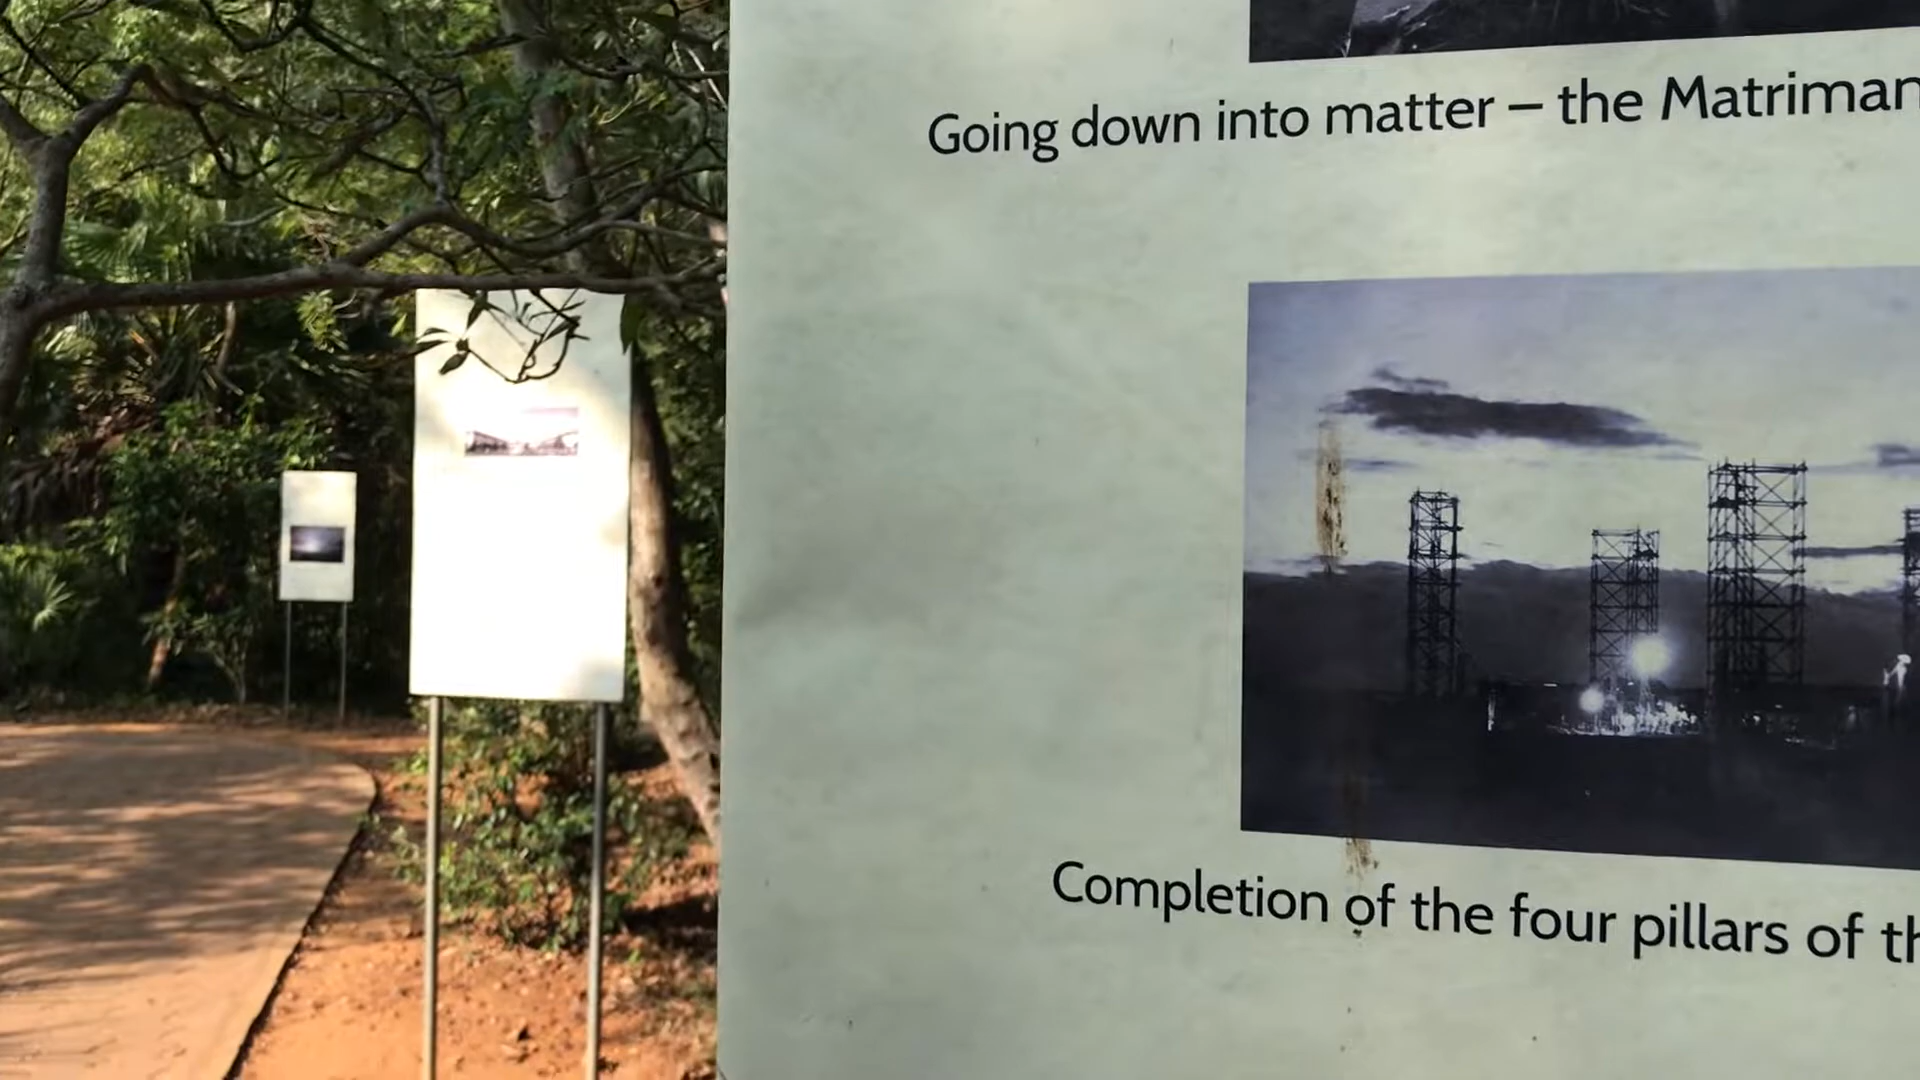 Going down into matter – the Matriman
Completion of the four pillars of th